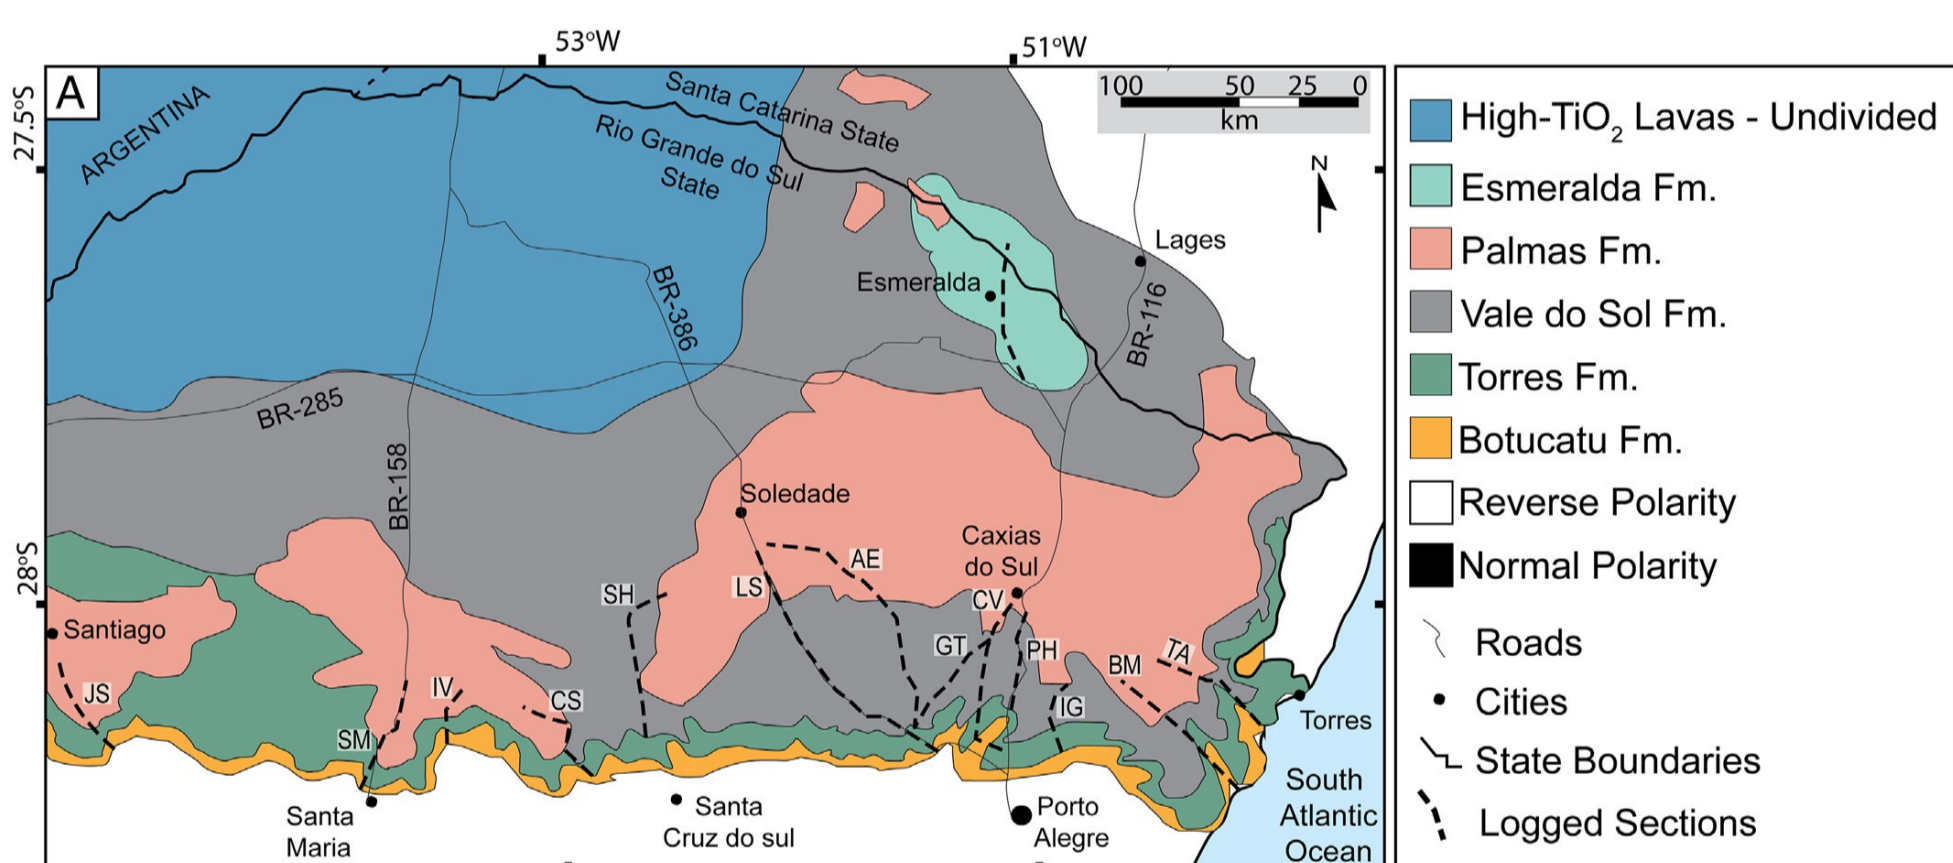 53°W
51°W
A
27.5°S
28°S
ARGENTINA
Santa Catarina State
Rio Grande do Sul
State
100 50 25 0
km
N
Lages
Esmeralda
BR-386
BR-116
BR-285
BR-158
Soledade
Caxias
do Sul
AE
LS
SH
CV
GT
PH
BM
TA
IG
Santiago
JS
IV
CS
SM
Torres
Santa
Maria
Santa
Cruz do sul
Porto
Alegre
South
Atlantic
Ocean
High-TiO₂ Lavas - Undivided
Esmeralda Fm.
Palmas Fm.
Vale do Sol Fm.
Torres Fm.
Botucatu Fm.
Reverse Polarity
Normal Polarity
Roads
Cities
State Boundaries
Logged Sections